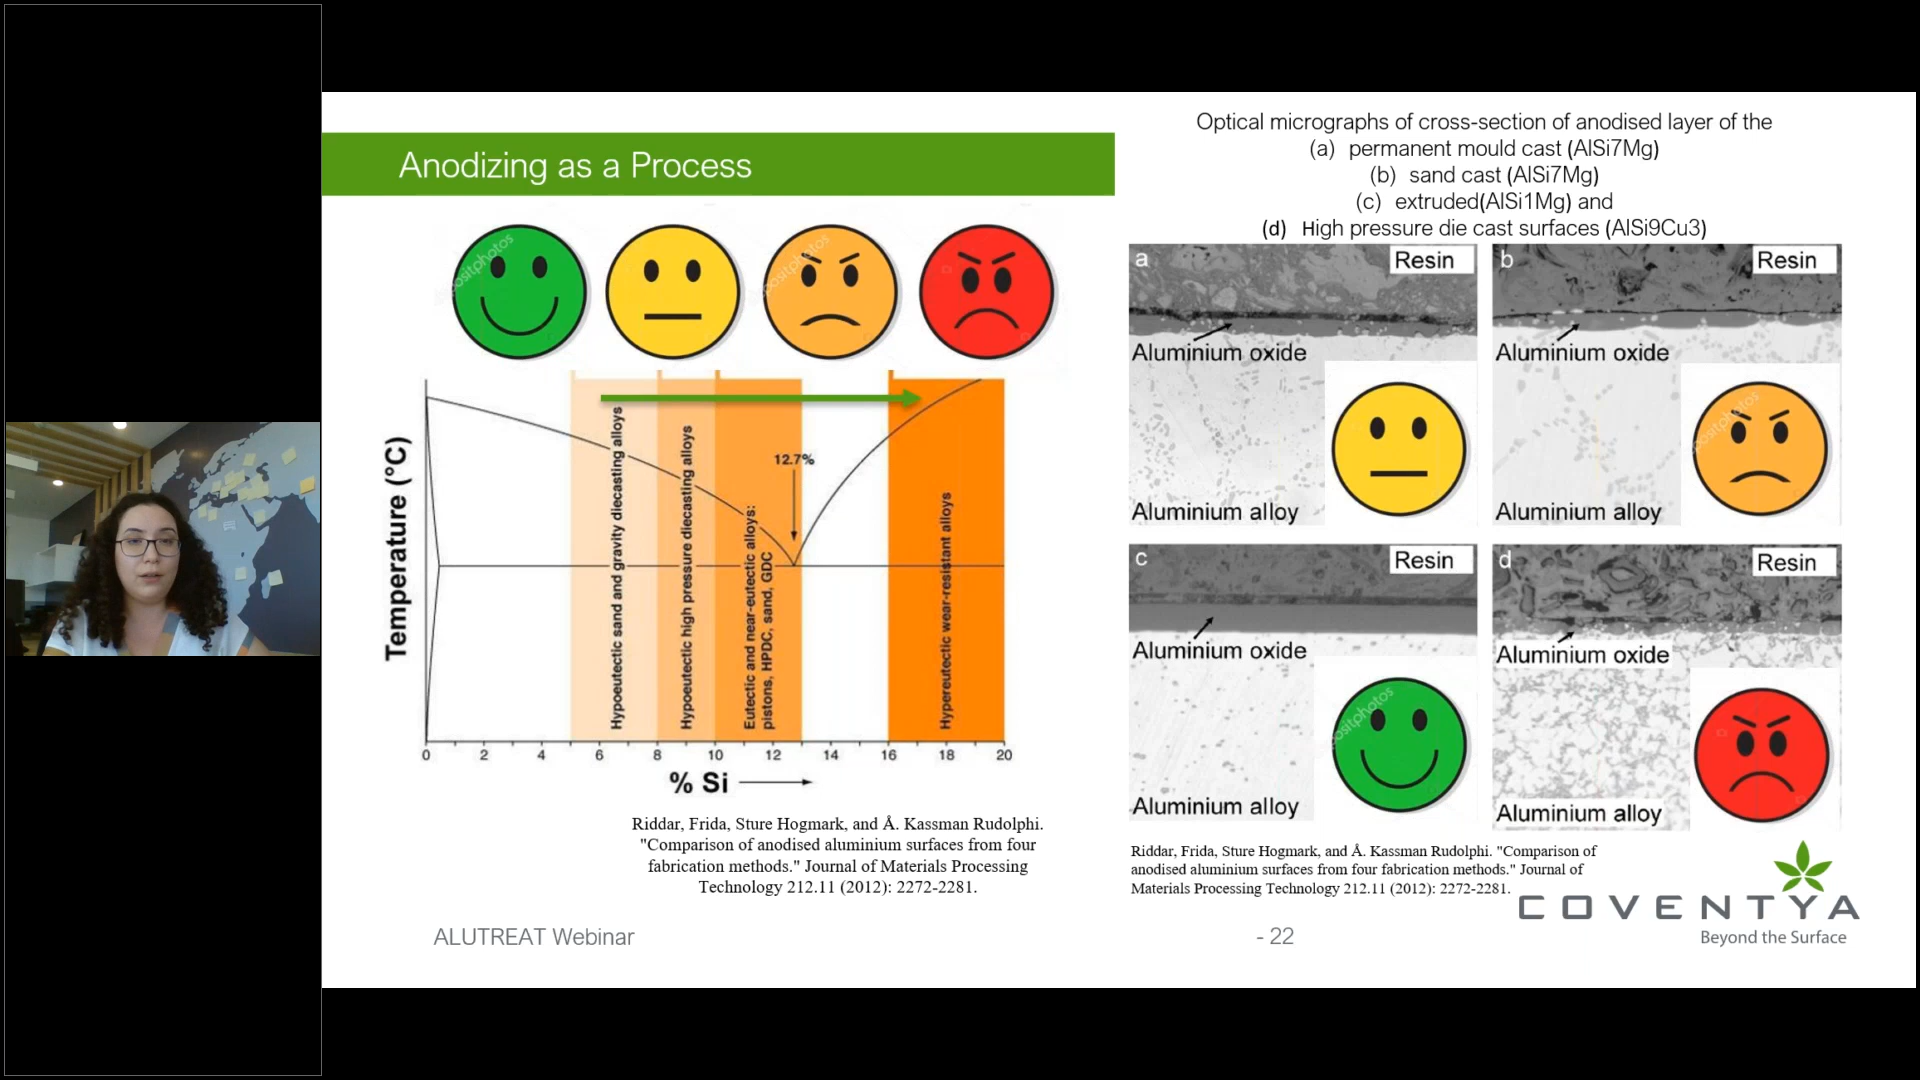 Anodizing as a Process
Optical micrographs of cross-section of anodised layer of the
(a) permanent mould cast (AlSi7Mg)
(b) sand cast (AlSi7Mg)
(c) extruded(AlSi1Mg) and
(d) High pressure die cast surfaces (AlSi9Cu3)
Temperature (°C)
Hypoeutectic sand and gravity diecasting alloys
Hypoeutectic high pressure diecasting alloys
Eutectic and near-eutectic alloys:
pistons, HPDC, sand, GDC
12.7%
Hypereutectic wear-resistant alloys
0 2 4 6 8 10 12 14 16 18 20
% Si
Riddar, Frida, Sture Hogmark, and Å. Kassman Rudolphi.
"Comparison of anodised aluminium surfaces from four
fabrication methods." Journal of Materials Processing
Technology 212.11 (2012): 2272-2281.
a
Resin
Aluminium oxide
Aluminium alloy
b
Resin
Aluminium oxide
Aluminium alloy
depositphotos
c
Resin
Aluminium oxide
Aluminium alloy
depositphotos
d
Resin
Aluminium oxide
Aluminium alloy
Riddar, Frida, Sture Hogmark, and Å. Kassman Rudolphi. "Comparison of
anodised aluminium surfaces from four fabrication methods." Journal of
Materials Processing Technology 212.11 (2012): 2272-2281.
COVENTYA
Beyond the Surface
ALUTREAT Webinar
- 22